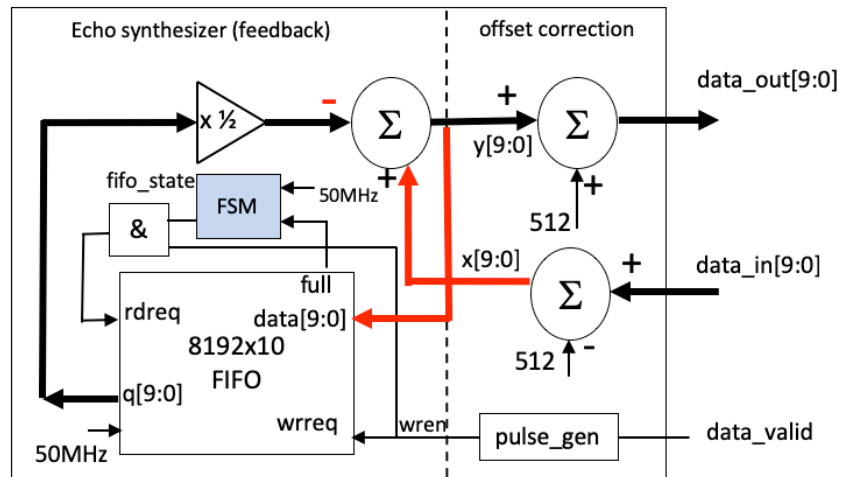 Echo synthesizer (feedback)
offset correction
data_out[9:0]
x ½
-
Σ
+
y[9:0]
+
Σ
+
512
fifo_state
FSM
50MHz
&
full
x[9:0]
+
data_in[9:0]
Σ
-
512
rdreq
data[9:0]
8192x10
FIFO
q[9:0]
50MHz
wrreq
wren
pulse_gen
data_valid